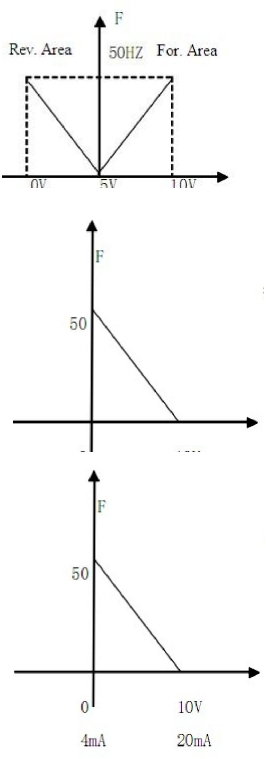 F
Rev. Area 50HZ For. Area
0V 5V 10V
F
50
F
50
0 10V
4mA 20mA